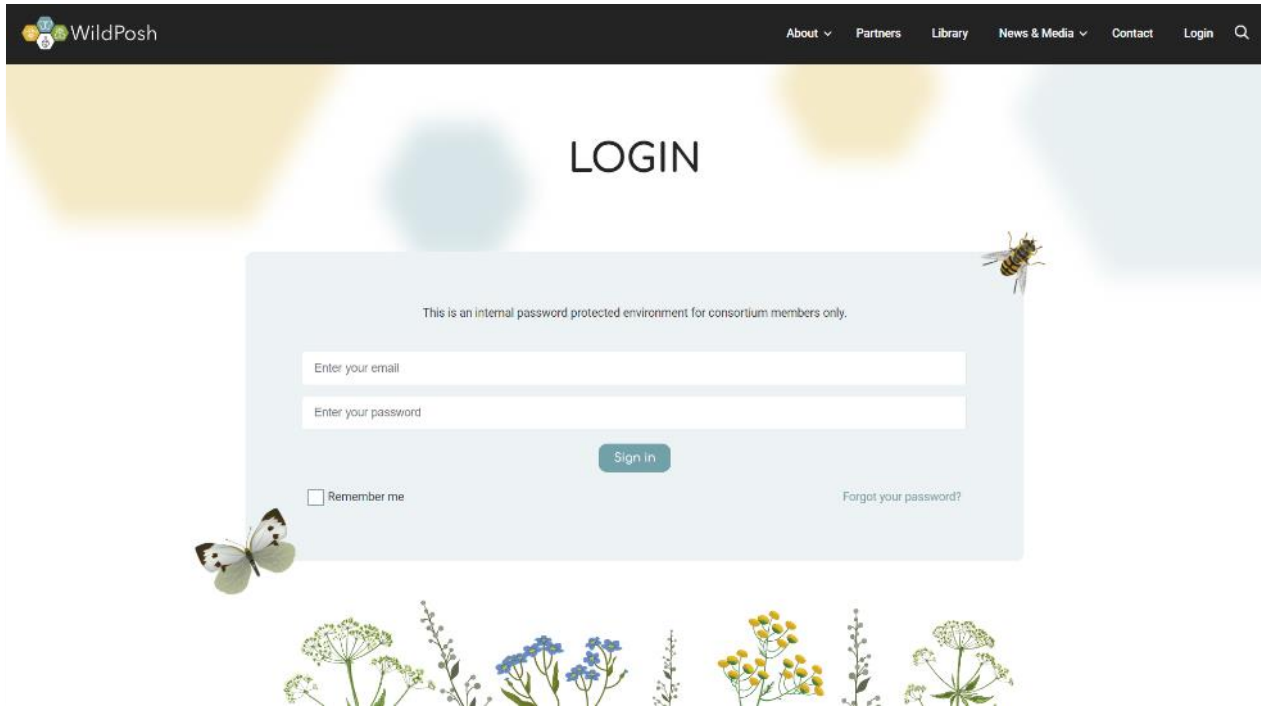 WildPosh
About Partners Library News & Media Contact Login
LOGIN
This is an internal password protected environment for consortium members only.
Enter your email
Enter your password
Sign in
Remember me Forgot your password?